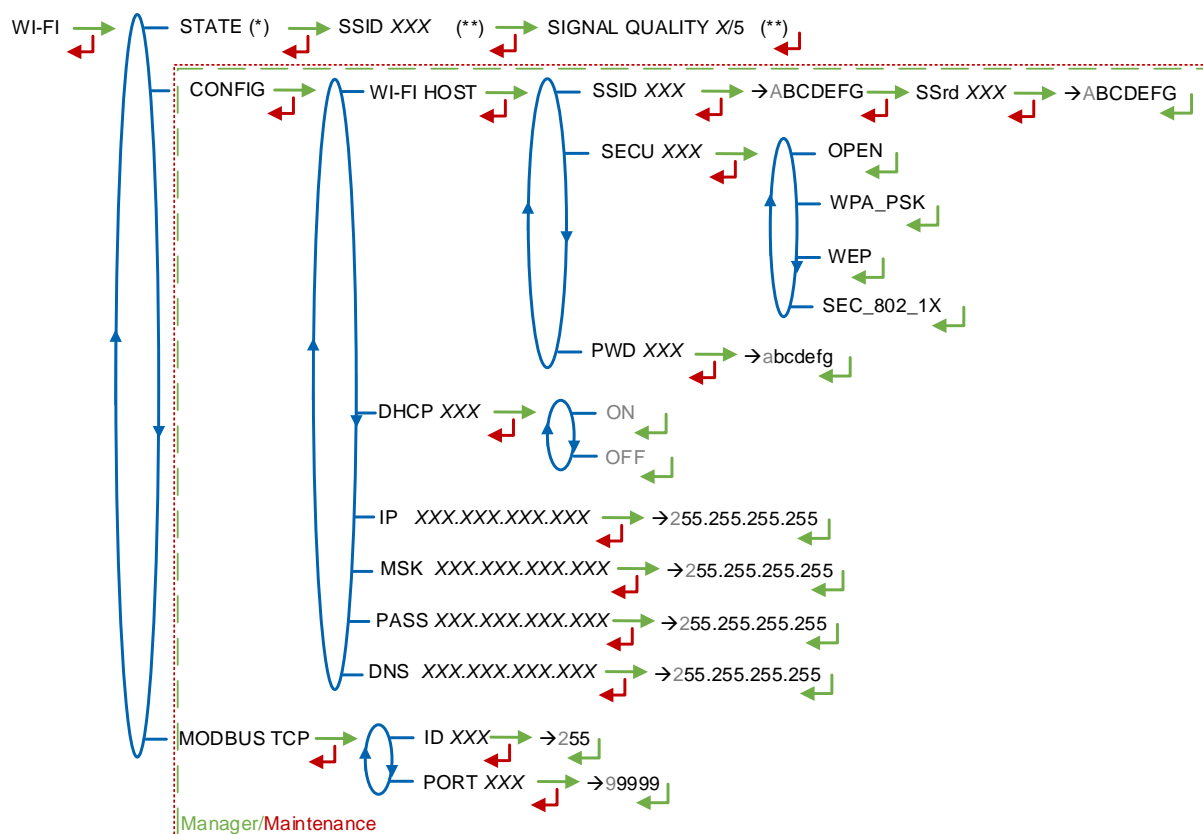 WI-FI STATE (*) SSID XXX (**) SIGNAL QUALITY X/5 (**)
CONFIG WI-FI HOST SSID XXX →ABCDEFG SSrd XXX →ABCDEFG
SECU XXX OPEN
WPA_PSK
WEP
SEC_802_1X
PWD XXX →abcdefg
DHCP XXX ON
OFF
IP XXX.XXX.XXX.XXX →255.255.255.255
MSK XXX.XXX.XXX.XXX →255.255.255.255
PASS XXX.XXX.XXX.XXX →255.255.255.255
DNS XXX.XXX.XXX.XXX →255.255.255.255
MODBUS TCP ID XXX →255
PORT XXX →99999
Manager/Maintenance